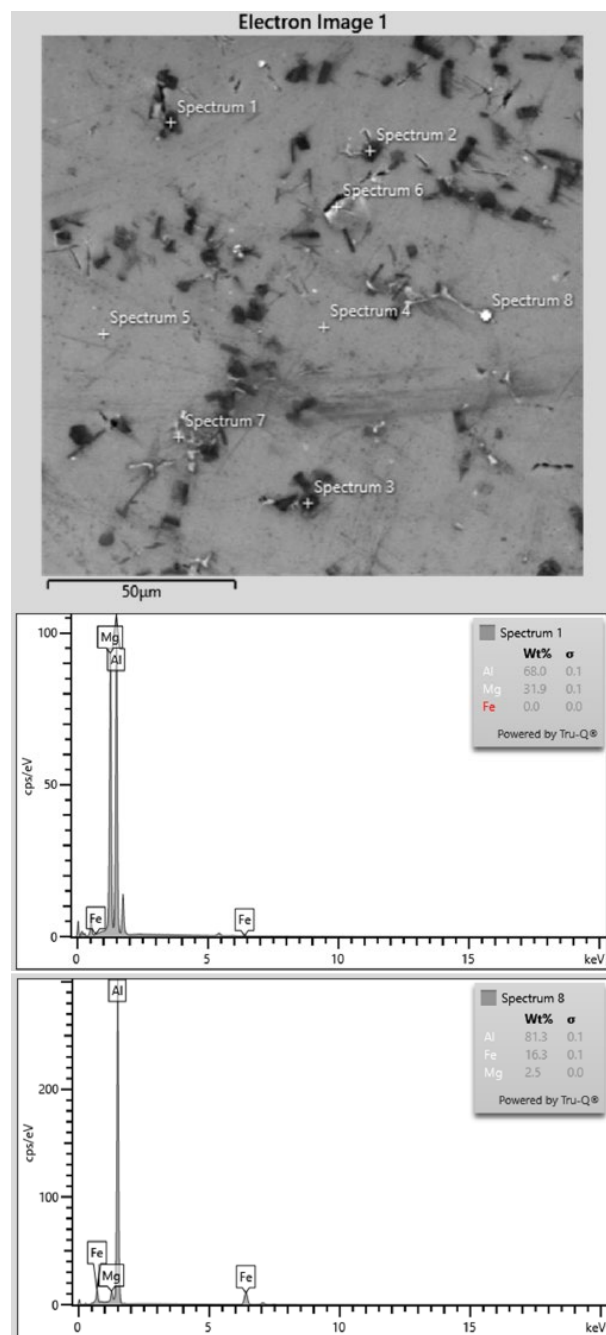 Electron Image 1
Spectrum 1
Spectrum 2
Spectrum 6
Spectrum 8
Spectrum 5
Spectrum 4
Spectrum 7
Spectrum 3
50µm
cps/eV
100
50
0
Mg
Al
Fe
Fe
0
5
10
15
keV
Spectrum 1
Wt% σ
Al 68.0 0.1
Mg 31.9 0.1
Fe 0.0 0.0
Powered by Tru-Q®
cps/eV
200
100
0
Al
Fe
Mg
Fe
0
5
10
15
keV
Spectrum 8
Wt% σ
Al 81.3 0.1
Fe 16.3 0.1
Mg 2.5 0.0
Powered by Tru-Q®